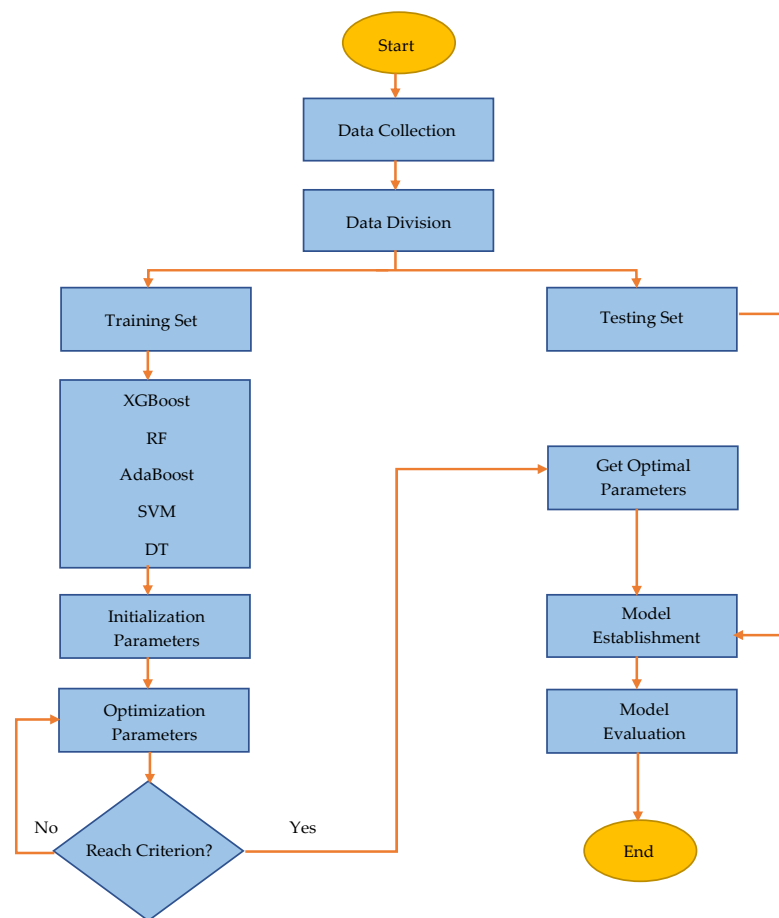 Start
Data Collection
Data Division
Training Set
Testing Set
XGBoost
RF
AdaBoost
SVM
DT
Get Optimal
Parameters
Initialization
Parameters
Model
Establishment
Optimization
Parameters
Model
Evaluation
No
Reach Criterion?
Yes
End